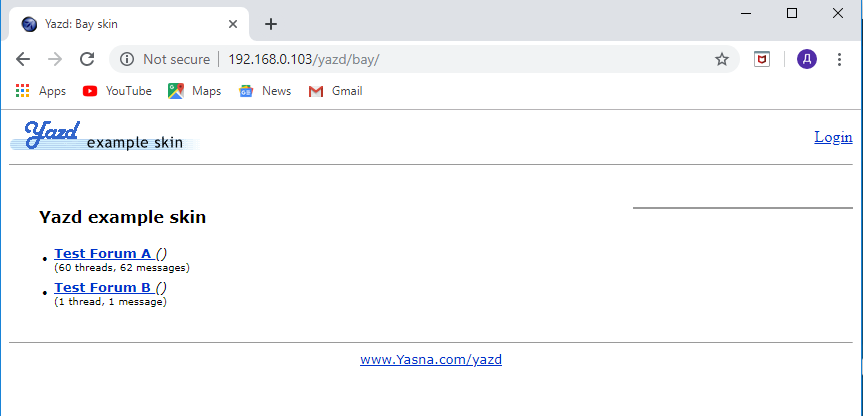 Yazd: Bay skin
Not secure 192.168.0.103/yazd/bay/
Д
Apps YouTube Maps News Gmail
Yazd example skin
Login
Yazd example skin
• Test Forum A ()
(60 threads, 62 messages)
• Test Forum B ()
(1 thread, 1 message)
www.Yasna.com/yazd